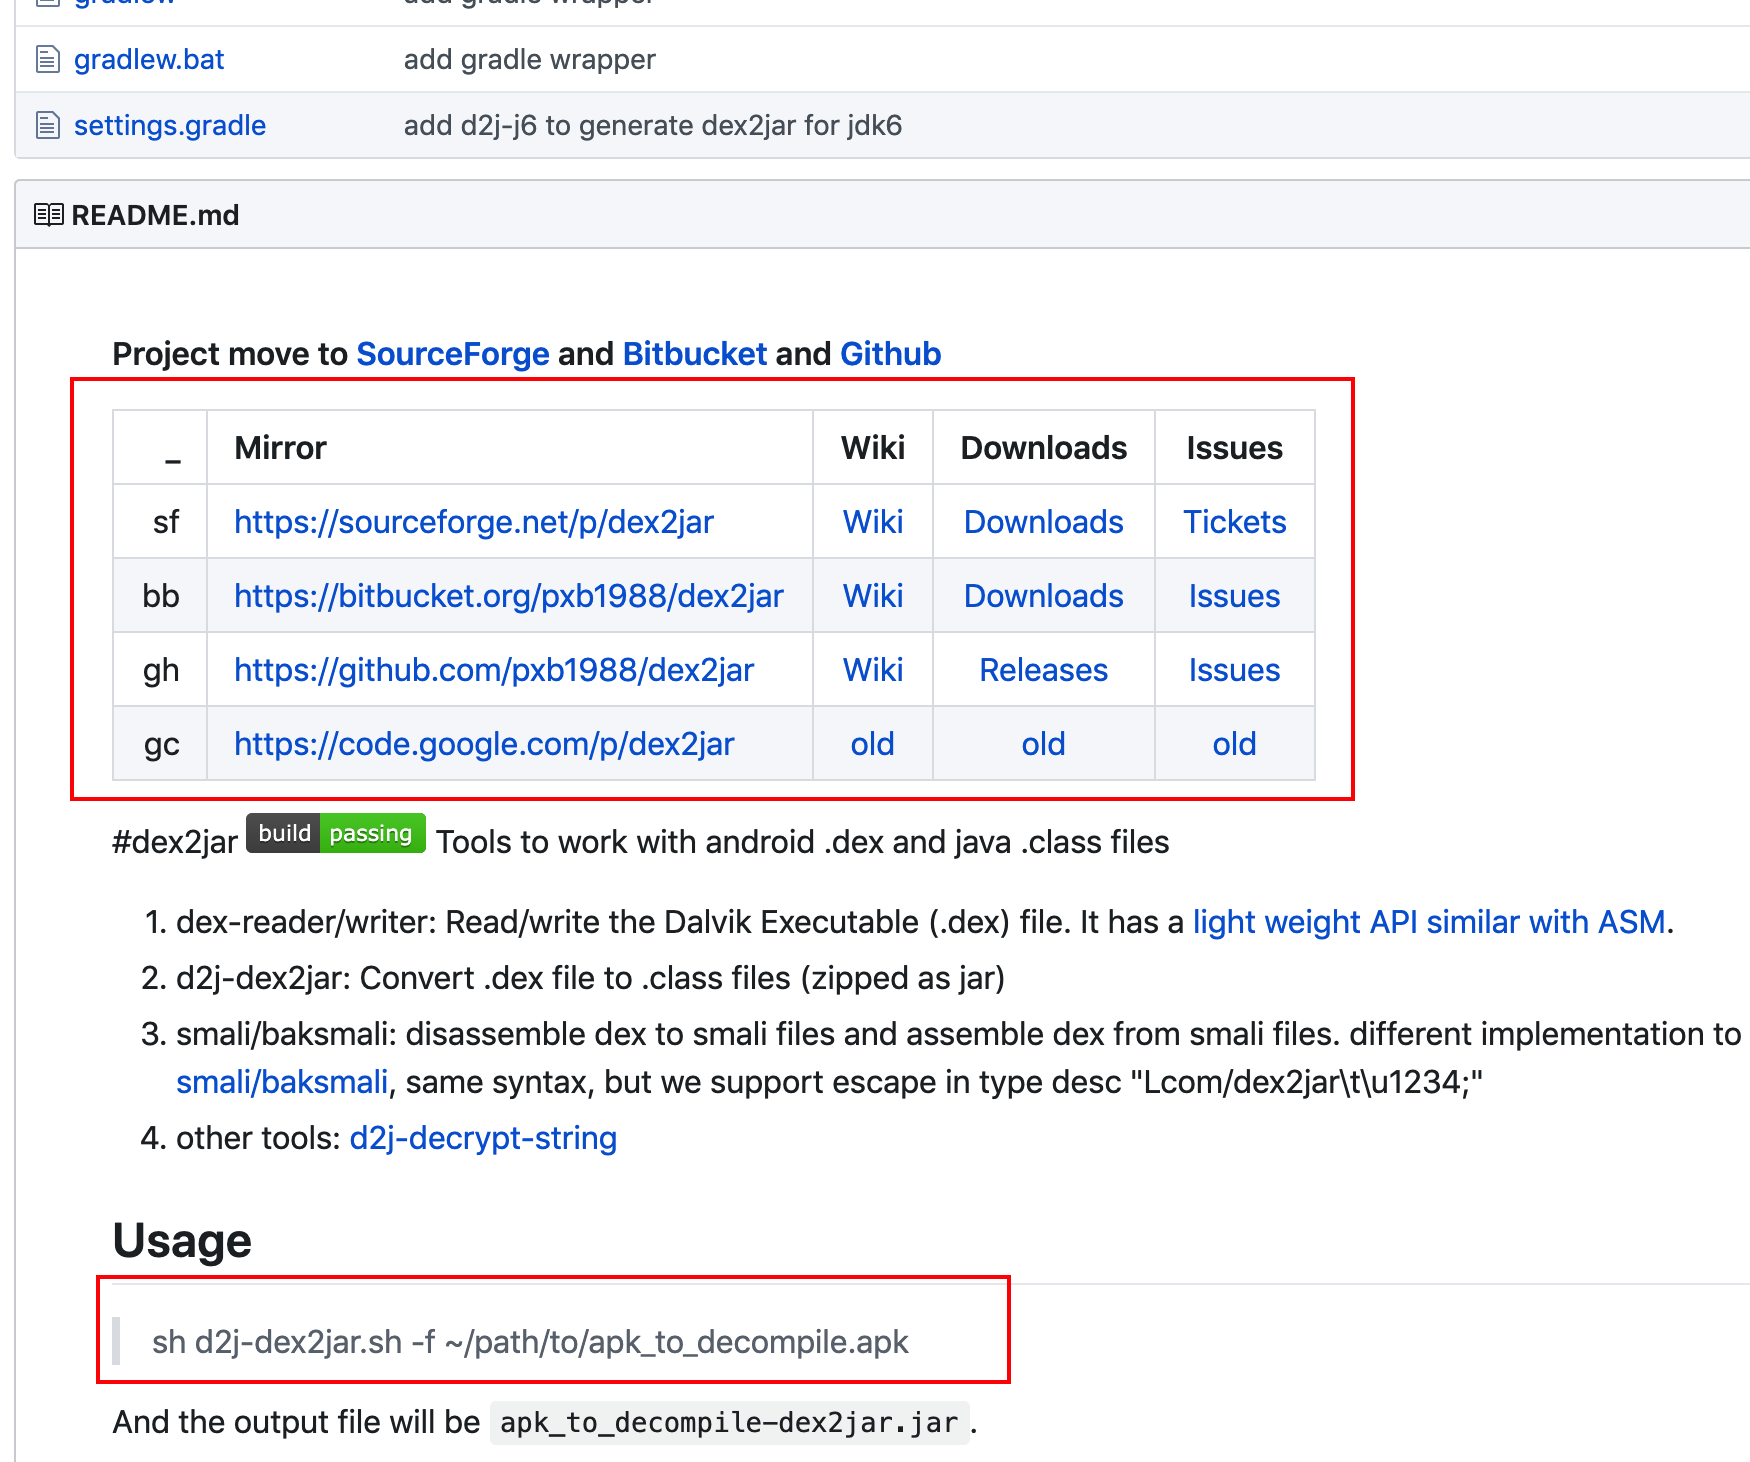 gradlew add gradle wrapper
gradlew.bat add gradle wrapper
settings.gradle add d2j-j6 to generate dex2jar for jdk6
README.md
Project move to SourceForge and Bitbucket and Github
_ Mirror Wiki Downloads Issues
sf https://sourceforge.net/p/dex2jar Wiki Downloads Tickets
bb https://bitbucket.org/pxb1988/dex2jar Wiki Downloads Issues
gh https://github.com/pxb1988/dex2jar Wiki Releases Issues
gc https://code.google.com/p/dex2jar old old old
#dex2jar build passing Tools to work with android .dex and java .class files
1. dex-reader/writer: Read/write the Dalvik Executable (.dex) file. It has a light weight API similar with ASM.
2. d2j-dex2jar: Convert .dex file to .class files (zipped as jar)
3. smali/baksmali: disassemble dex to smali files and assemble dex from smali files. different implementation to
smali/baksmali, same syntax, but we support escape in type desc "Lcom/dex2jar\t\u1234;"
4. other tools: d2j-decrypt-string
Usage
sh d2j-dex2jar.sh -f ~/path/to/apk_to_decompile.apk
And the output file will be apk_to_decompile-dex2jar.jar.